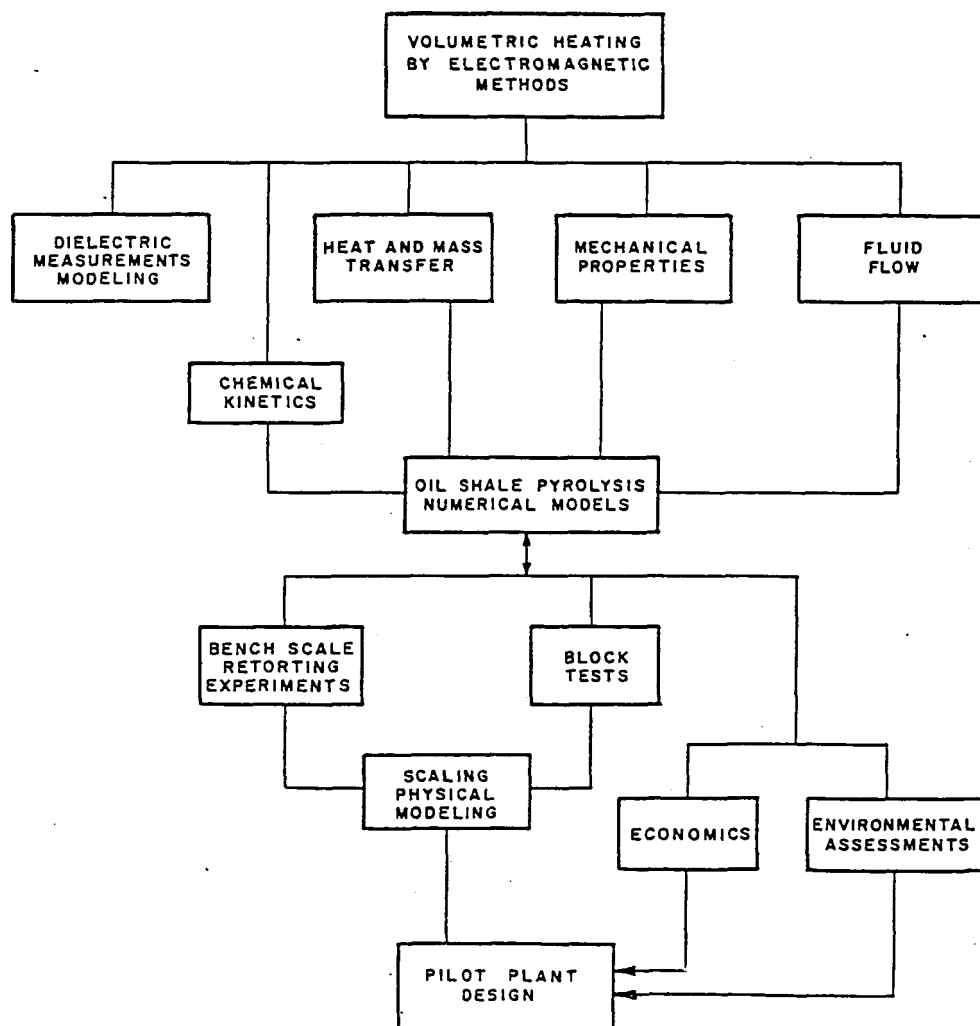 VOLUMETRIC HEATING
BY ELECTROMAGNETIC
METHODS
DIELECTRIC
MEASUREMENTS
MODELING
HEAT AND MASS
TRANSFER
MECHANICAL
PROPERTIES
FLUID
FLOW
CHEMICAL
KINETICS
OIL SHALE PYROLYSIS
NUMERICAL MODELS
BENCH SCALE
RETORTING
EXPERIMENTS
BLOCK
TESTS
SCALING
PHYSICAL
MODELING
ECONOMICS
ENVIRONMENTAL
ASSESSMENTS
PILOT PLANT
DESIGN